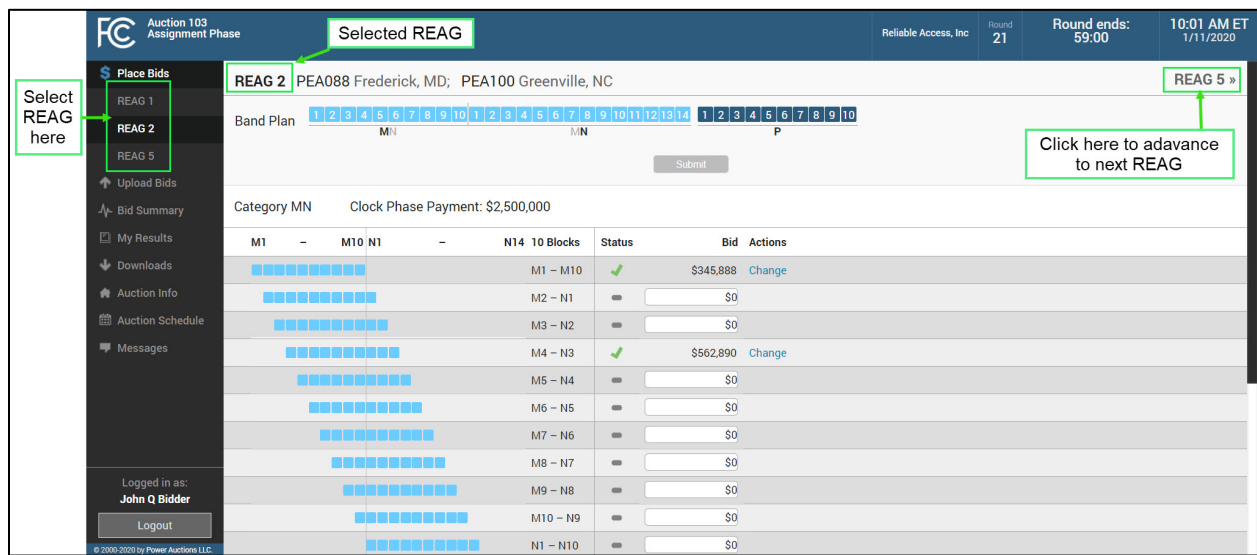 FCC Auction 103
Assignment Phase
Selected REAG
Reliable Access, Inc
Round
21
Round ends:
59:00
10:01 AM ET
1/11/2020
Select
REAG
here
$ Place Bids
REAG 1
REAG 2
REAG 5
Upload Bids
Bid Summary
My Results
Downloads
Auction Info
Auction Schedule
Messages
Logged in as:
John Q Bidder
Logout
© 2000-2020 by Power Auctions LLC.
REAG 2 PEA088 Frederick, MD; PEA100 Greenville, NC
REAG 5 »
Click here to adavance
to next REAG
Band Plan 1 2 3 4 5 6 7 8 9 10 1 2 3 4 5 6 7 8 9 10 11 12 13 14 1 2 3 4 5 6 7 8 9 10
MN MN P
Submit
Category MN Clock Phase Payment: $2,500,000
M1 – M10 N1 – N14 10 Blocks Status Bid Actions
M1 – M10 $345,888 Change
M2 – N1 $0
M3 – N2 $0
M4 – N3 $562,890 Change
M5 – N4 $0
M6 – N5 $0
M7 – N6 $0
M8 – N7 $0
M9 – N8 $0
M10 – N9 $0
N1 – N10 $0